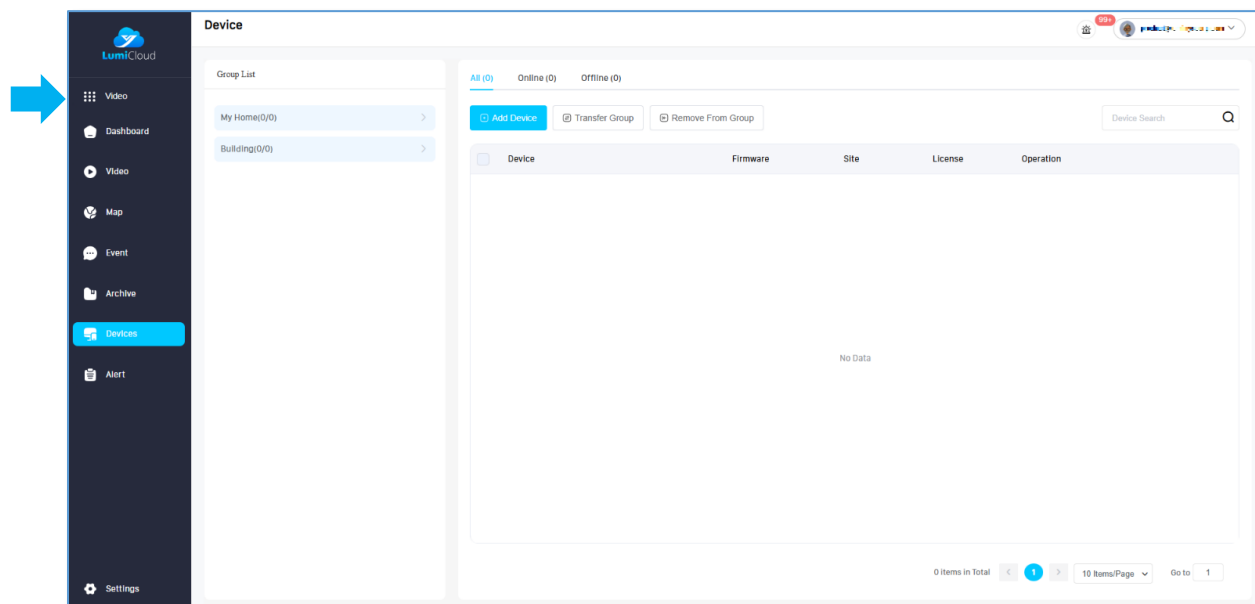 LumiCloud
Video
Dashboard
Video
Map
Event
Archive
Devices
Alert
Settings
Device
99+
Group List
My Home(0/0)
Building(0/0)
All (0) Online (0) Offline (0)
Add Device Transfer Group Remove From Group Device Search
Device Firmware Site License Operation
No Data
0 items in Total 1 10 Items/Page Go to 1